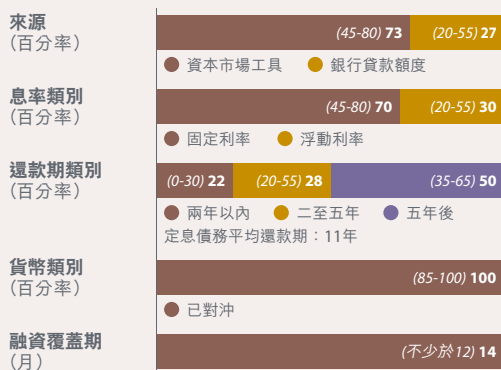 來源
(百分率)
(45-80) 73 (20-55) 27
資本市場工具 銀行貸款額度
息率類別
(百分率)
(45-80) 70 (20-55) 30
固定利率 浮動利率
還款期類別
(百分率)
(0-30) 22 (20-55) 28 (35-65) 50
兩年以內 二至五年 五年後
定息債務平均還款期：11年
貨幣類別
(百分率)
(85-100) 100
已對沖
融資覆蓋期
(月)
(不少於12) 14